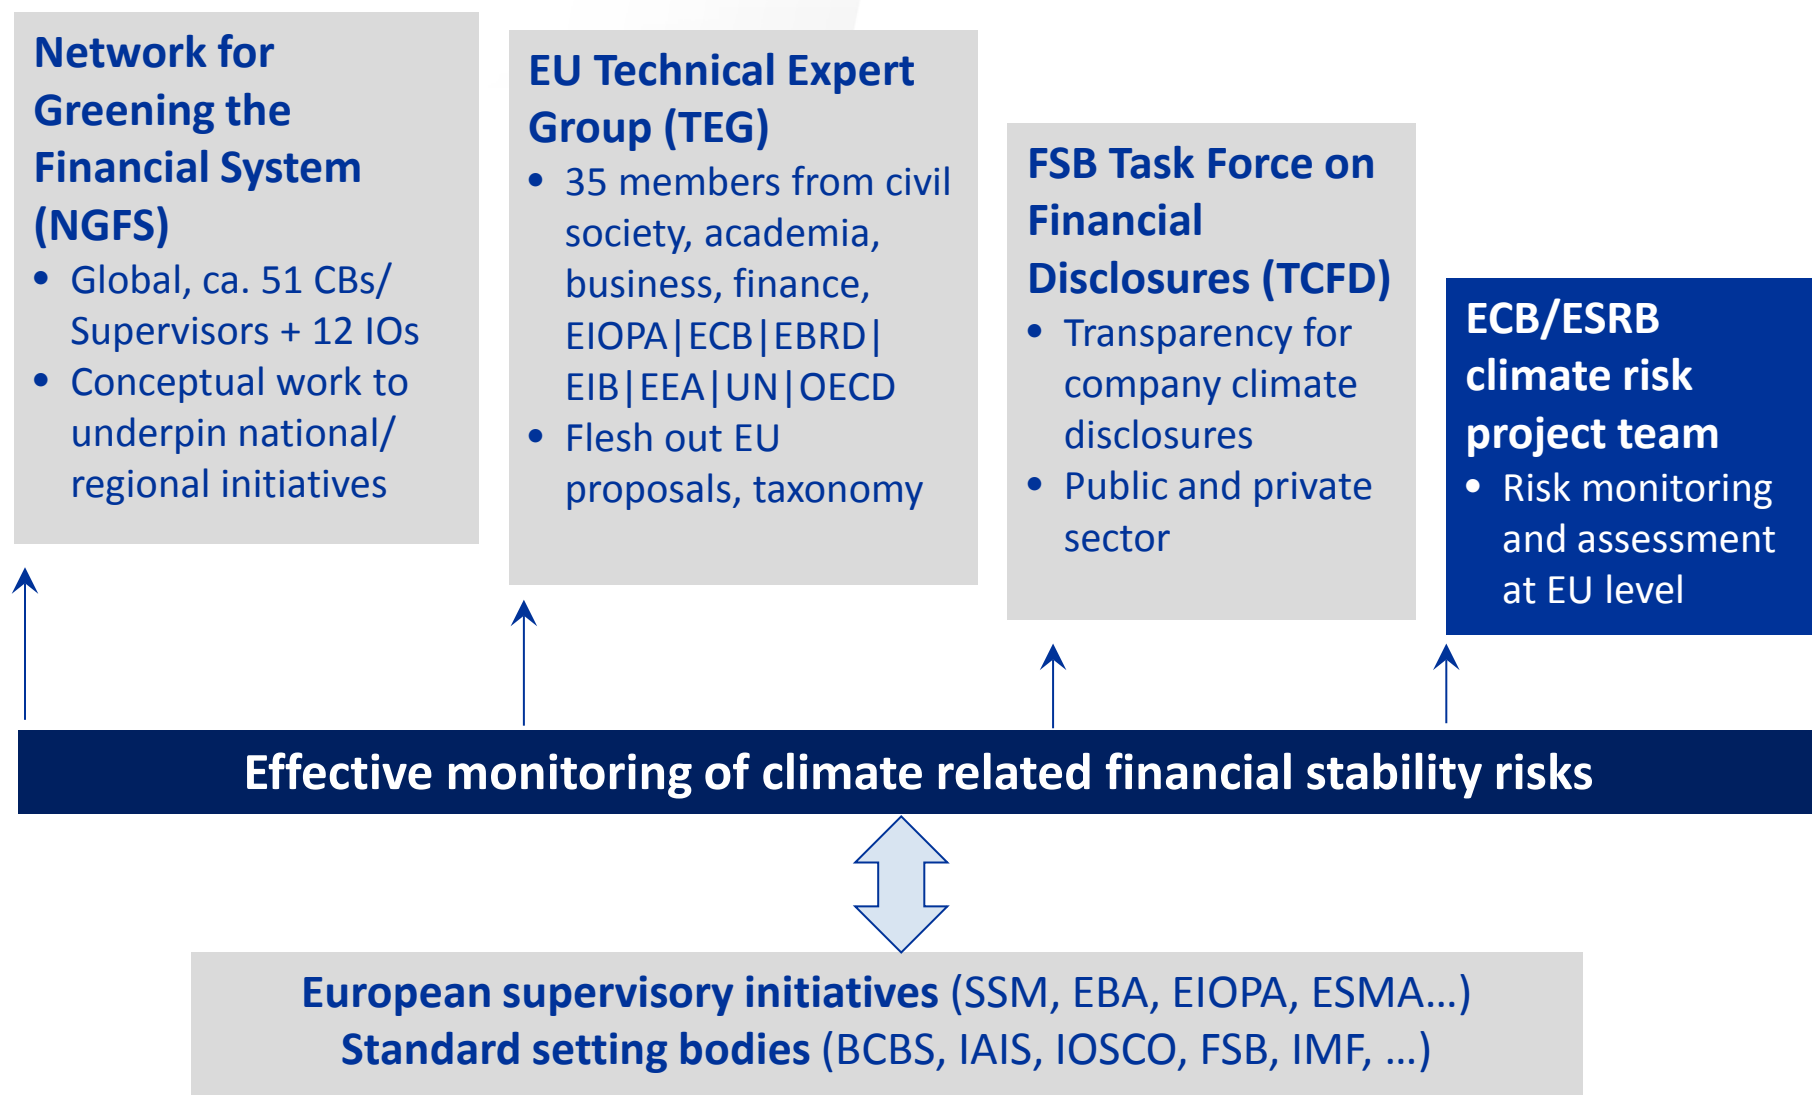 Network for
Greening the
Financial System
(NGFS)
• Global, ca. 51 CBs/
Supervisors + 12 IOs
• Conceptual work to
underpin national/
regional initiatives
EU Technical Expert
Group (TEG)
• 35 members from civil
society, academia,
business, finance,
EIOPA|ECB|EBRD|
EIB|EEA|UN|OECD
• Flesh out EU
proposals, taxonomy
FSB Task Force on
Financial
Disclosures (TCFD)
• Transparency for
company climate
disclosures
• Public and private
sector
ECB/ESRB
climate risk
project team
• Risk monitoring
and assessment
at EU level
Effective monitoring of climate related financial stability risks
European supervisory initiatives (SSM, EBA, EIOPA, ESMA…)
Standard setting bodies (BCBS, IAIS, IOSCO, FSB, IMF, …)